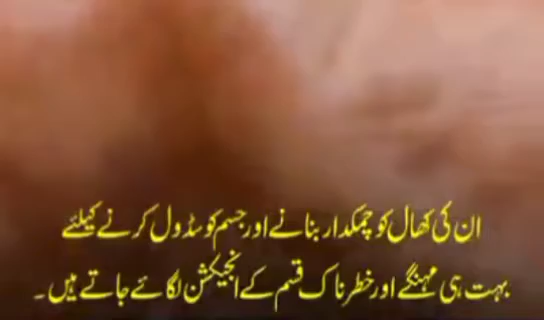 ان کی کھال کو چمکدار بنانے اور جسم کو سڈول کرنے کیلئے
بہت ہی مہنگے اور خطرناک قسم کے انجیکشن لگائے جاتے ہیں۔